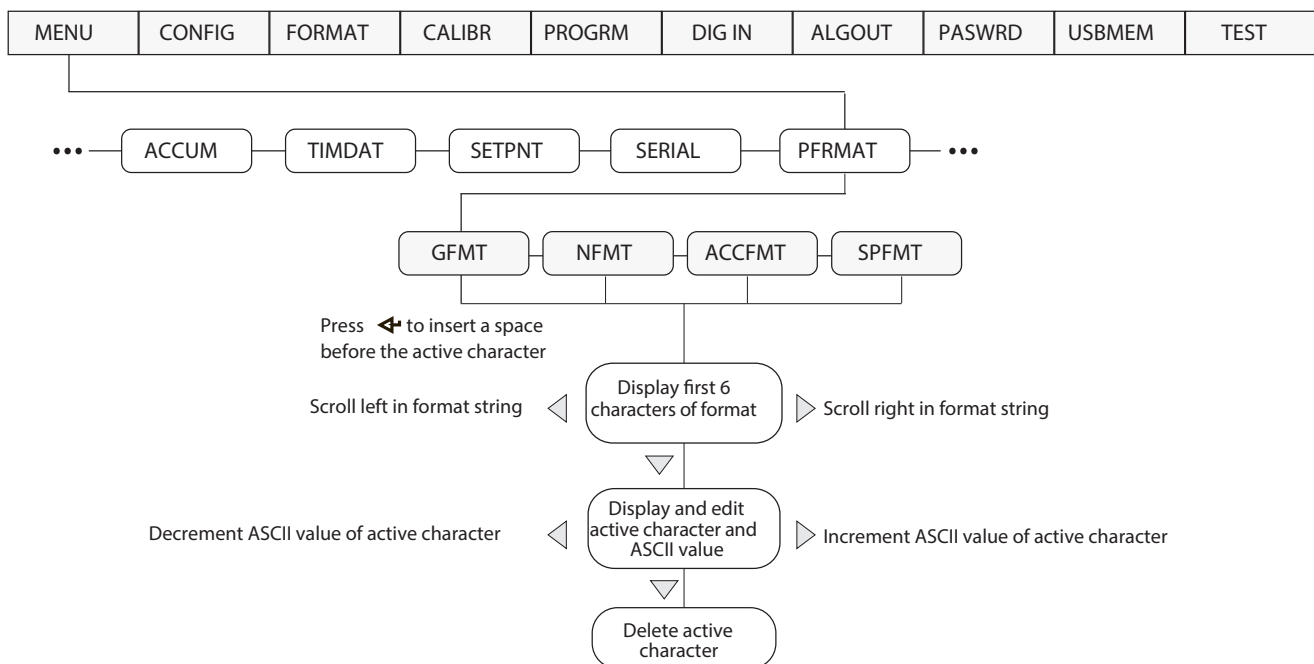 MENU CONFIG FORMAT CALIBR PROGRM DIG IN ALGOUT PASWRD USBMEM TEST
••• ACCUM TIMDAT SETPNT SERIAL PFRMAT •••
GFMT NFMT ACCFMT SPFMT
Press to insert a space
before the active character
Display first 6
characters of format
Scroll left in format string
Scroll right in format string
Display and edit
active character and
ASCII value
Decrement ASCII value of active character
Increment ASCII value of active character
Delete active
character